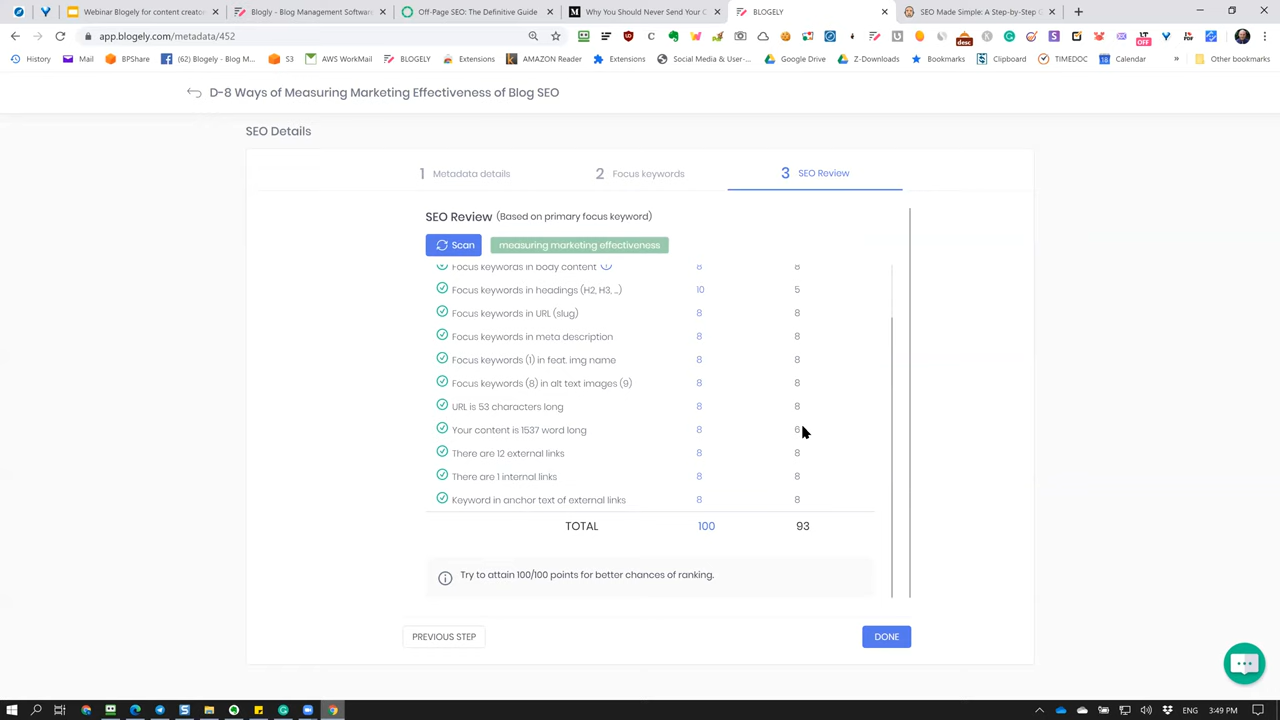 Webinar Blogely for content creator
Blogly - Blog Management Software
Off-Page SEO: The Definitive Guide
Why You Should Never Send Your C
BLOGELY
SEO Made Simple: A Step-by-Step G
app.blogely.com/metadata/452
desc
LT
OFF
History
Mail
BPShare
(62) Blogely - Blog M...
S3
AWS WorkMail
BLOGELY
Extensions
AMAZON Reader
Extensions
Social Media & User-...
Google Drive
Z-Downloads
Bookmarks
Clipboard
TIMEDOC
Calendar
»
Other bookmarks
D-8 Ways of Measuring Marketing Effectiveness of Blog SEO
SEO Details
1 Metadata details
2 Focus keywords
3 SEO Review
SEO Review (Based on primary focus keyword)
Scan
measuring marketing effectiveness
Focus keywords in body content 8 8
Focus keywords in headings (H2, H3, ..) 10 5
Focus keywords in URL (slug) 8 8
Focus keywords in meta description 8 8
Focus keywords (1) in feat. img name 8 8
Focus keywords (8) in alt text images (9) 8 8
URL is 53 characters long 8 8
Your content is 1537 word long 8 6
There are 12 external links 8 8
There are 1 internal links 8 8
Keyword in anchor text of external links 8 8
TOTAL 100 93
Try to attain 100/100 points for better chances of ranking.
PREVIOUS STEP
DONE
ENG
3:49 PM